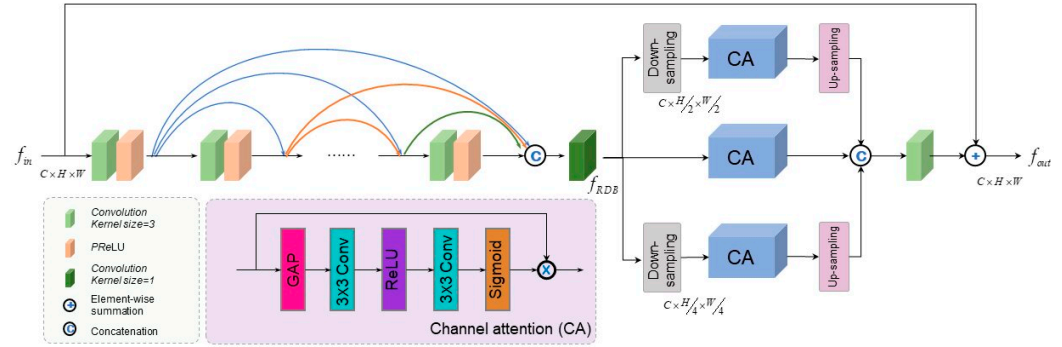 f_in
C×H×W
......
C
f_RDB
Down-sampling
C×H/2×W/2
CA
Up-sampling
CA
Down-sampling
C×H/4×W/4
CA
Up-sampling
C
+
f_out
C×H×W
Convolution
Kernel size=3
PReLU
Convolution
Kernel size=1
+
Element-wise
summation
C
Concatenation
GAP
3X3 Conv
ReLU
3X3 Conv
Sigmoid
X
Channel attention (CA)